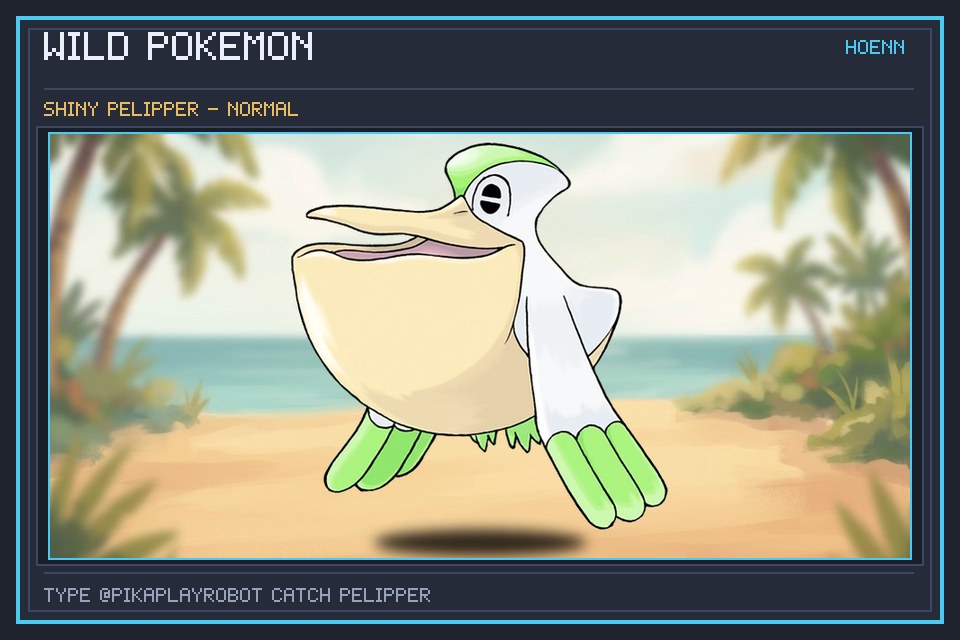 WILD POKEMON
HOENN
SHINY PELIPPER - NORMAL
TYPE @PIKAPLAYROBOT CATCH PELIPPER